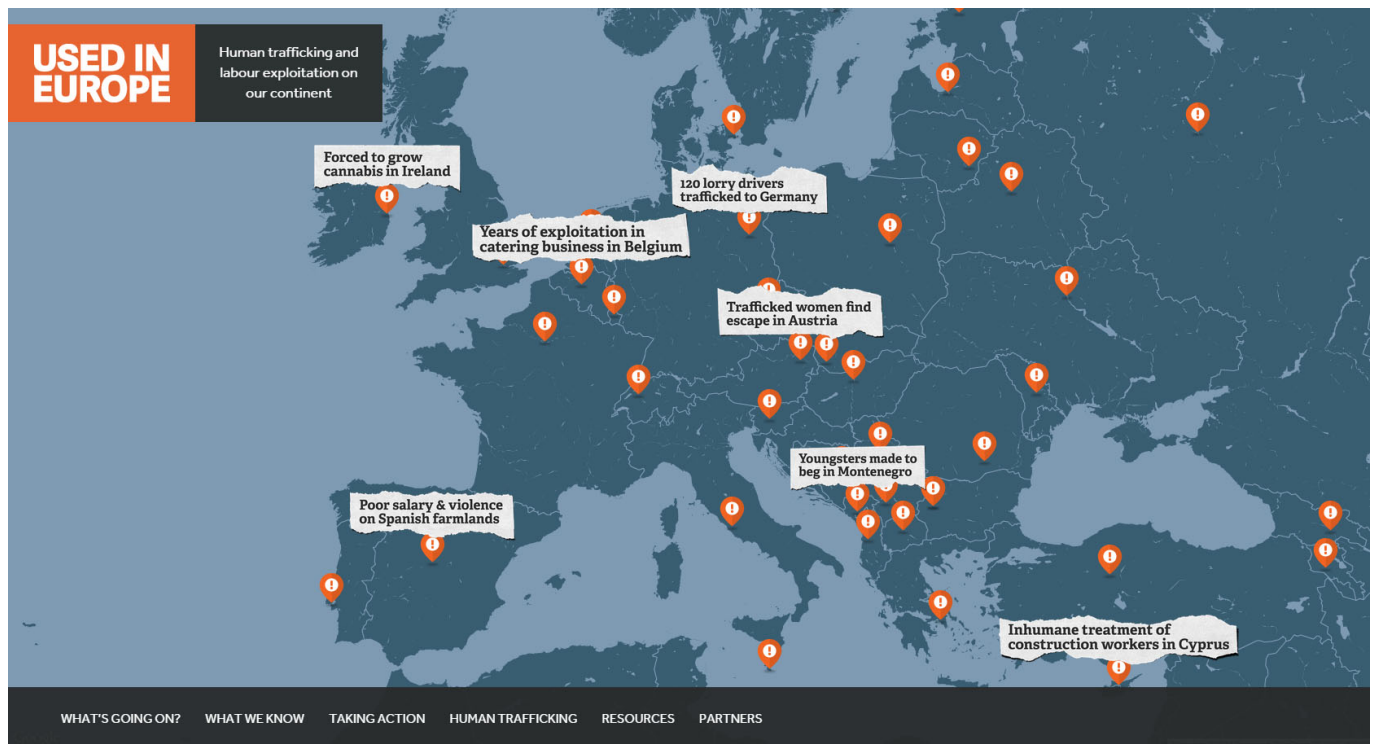 USED IN
EUROPE
Human trafficking and
labour exploitation on
our continent
Forced to grow
cannabis in Ireland
120 lorry drivers
trafficked to Germany
Years of exploitation in
catering business in Belgium
Trafficked women find
escape in Austria
Youngsters made to
beg in Montenegro
Poor salary & violence
on Spanish farmlands
Inhumane treatment of
construction workers in Cyprus
WHAT'S GOING ON? WHAT WE KNOW TAKING ACTION HUMAN TRAFFICKING RESOURCES PARTNERS